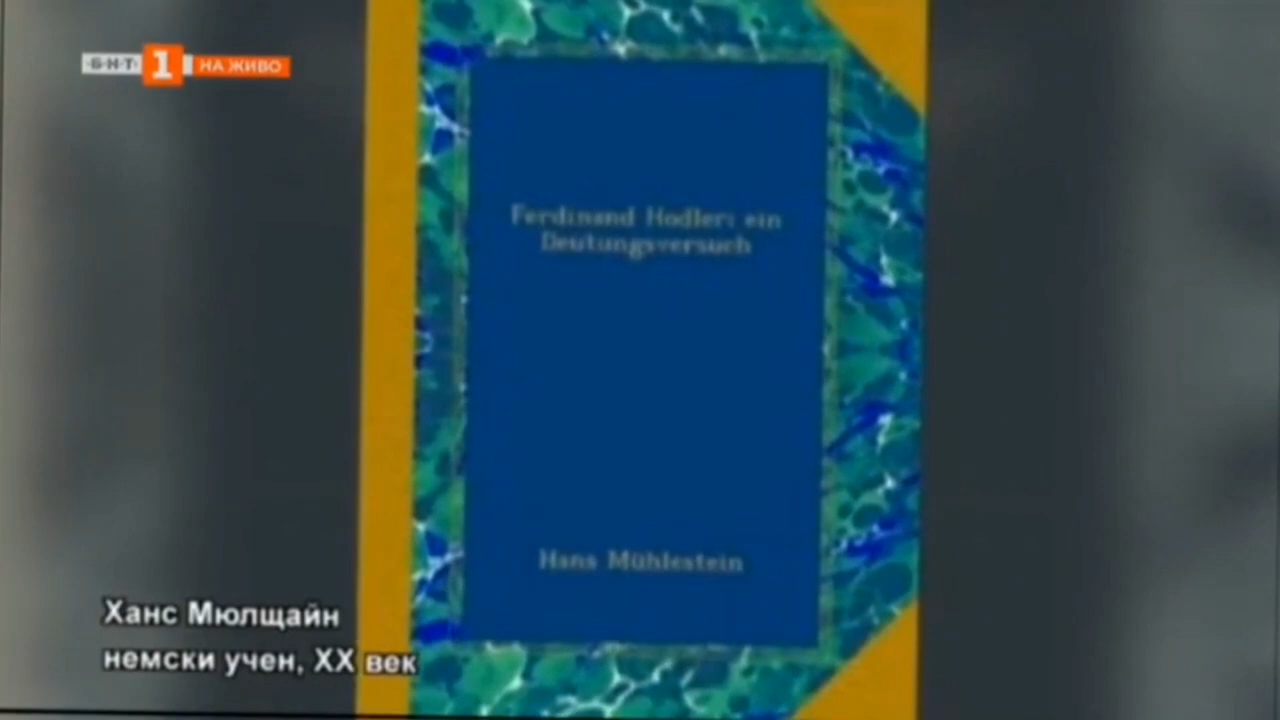 БНТ 1 НА ЖИВО
Ferdinand Hodler: ein
Deutungsversuch
Hans Mühlestein
Ханс Мюлщайн
немски учен, XX век